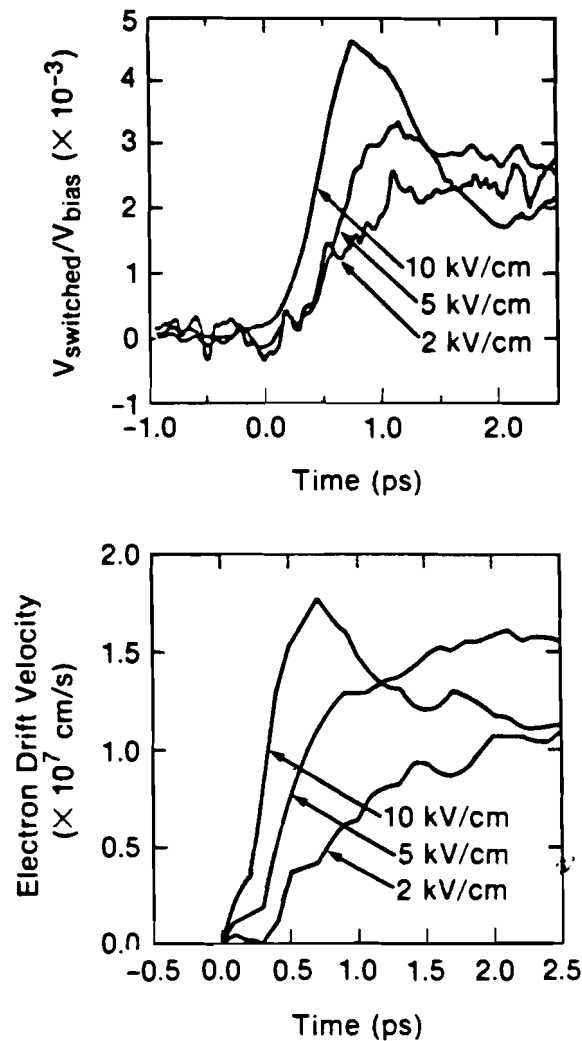 5
4
3
2
1
0
-1
V_switched/V_bias (× 10⁻³)
10 kV/cm
5 kV/cm
2 kV/cm
-1.0 0.0 1.0 2.0
Time (ps)
2.0
1.5
1.0
0.5
0.0
Electron Drift Velocity
(× 10⁷ cm/s)
10 kV/cm
5 kV/cm
2 kV/cm
-0.5 0.0 0.5 1.0 1.5 2.0 2.5
Time (ps)